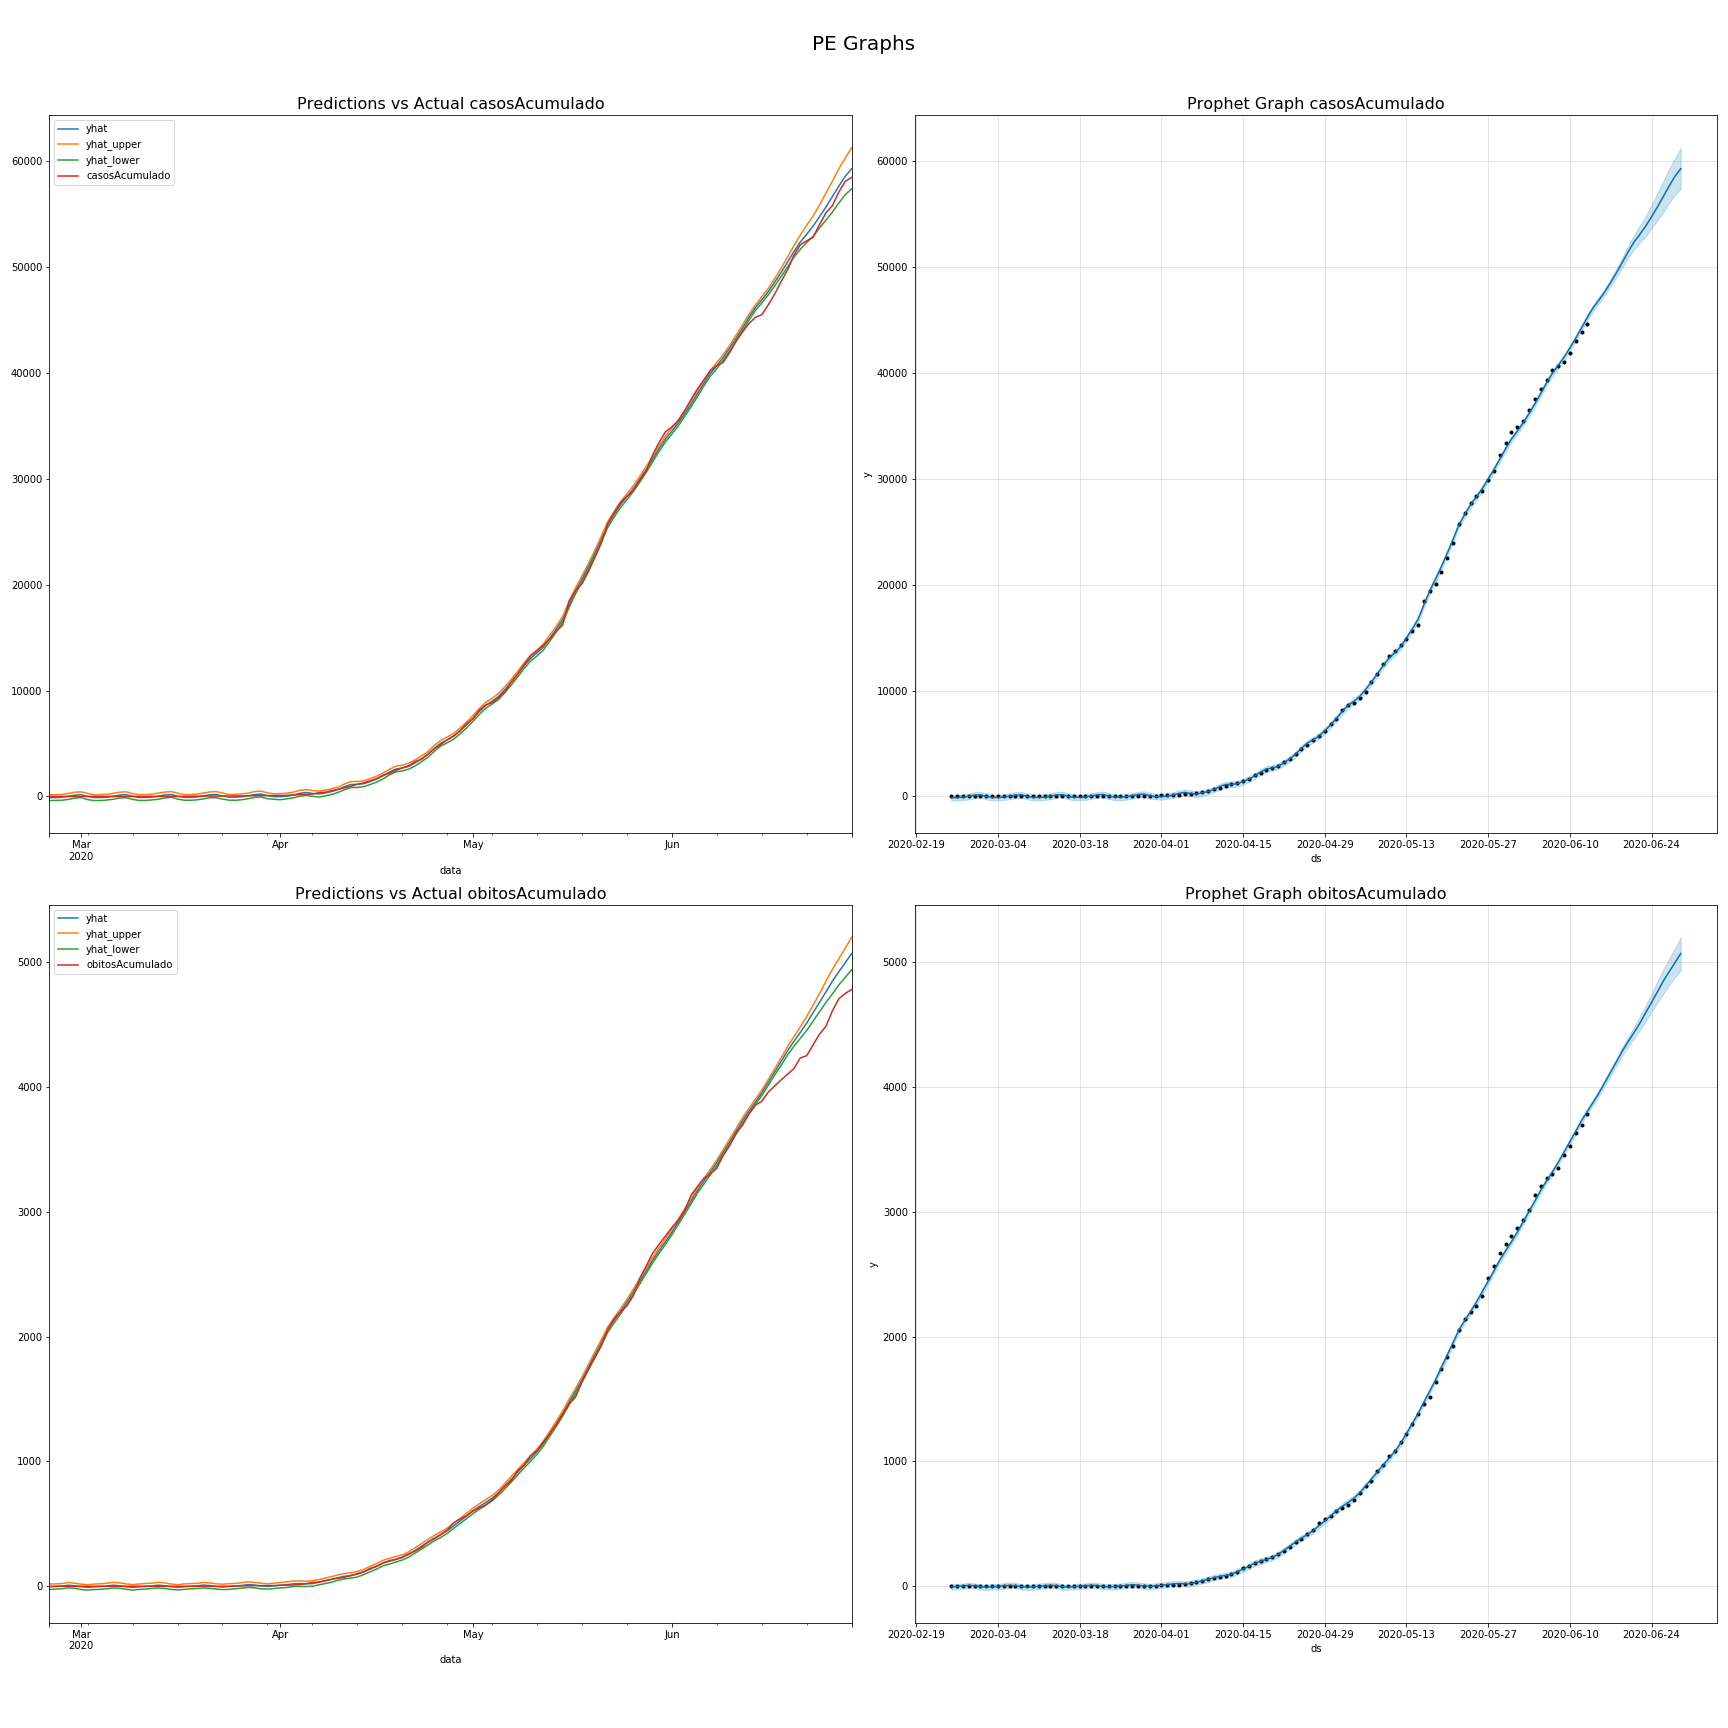 PE Graphs
Predictions vs Actual casosAcumulado
yhat
yhat_upper
yhat_lower
casosAcumulado
60000
50000
40000
30000
20000
10000
0
Mar
2020
Apr
May
Jun
data
Prophet Graph casosAcumulado
y
60000
50000
40000
30000
20000
10000
0
2020-02-19
2020-03-04
2020-03-18
2020-04-01
2020-04-15
2020-04-29
2020-05-13
2020-05-27
2020-06-10
2020-06-24
ds
Predictions vs Actual obitosAcumulado
yhat
yhat_upper
yhat_lower
obitosAcumulado
5000
4000
3000
2000
1000
0
Mar
2020
Apr
May
Jun
data
Prophet Graph obitosAcumulado
y
5000
4000
3000
2000
1000
0
2020-02-19
2020-03-04
2020-03-18
2020-04-01
2020-04-15
2020-04-29
2020-05-13
2020-05-27
2020-06-10
2020-06-24
ds